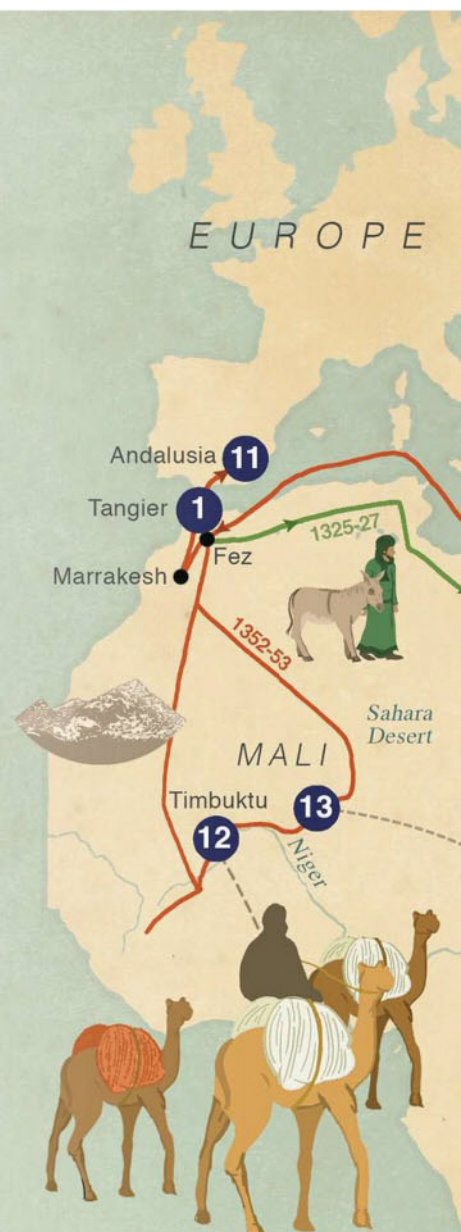 EUROPE
Andalusia
11
Tangier
1
1325-27
Fez
Marrakesh
1352-53
Sahara
Desert
MALI
Timbuktu
13
12
Niger